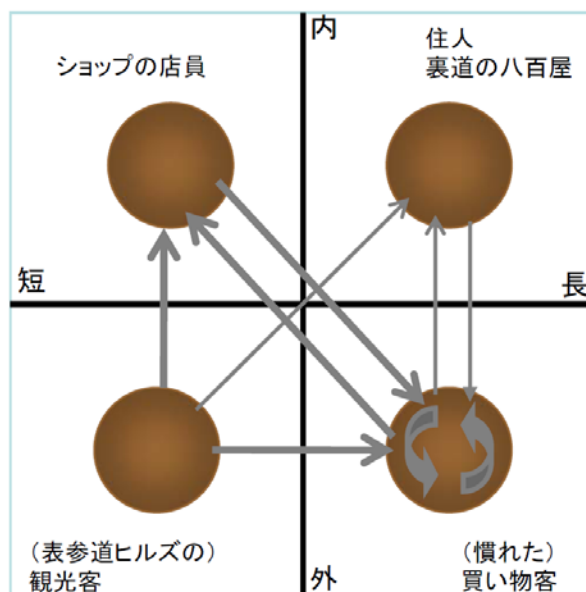 内
ショップの店員
住人
裏道の八百屋
短
長
(表参道ヒルズの)
観光客
外
(慣れた)
買い物客